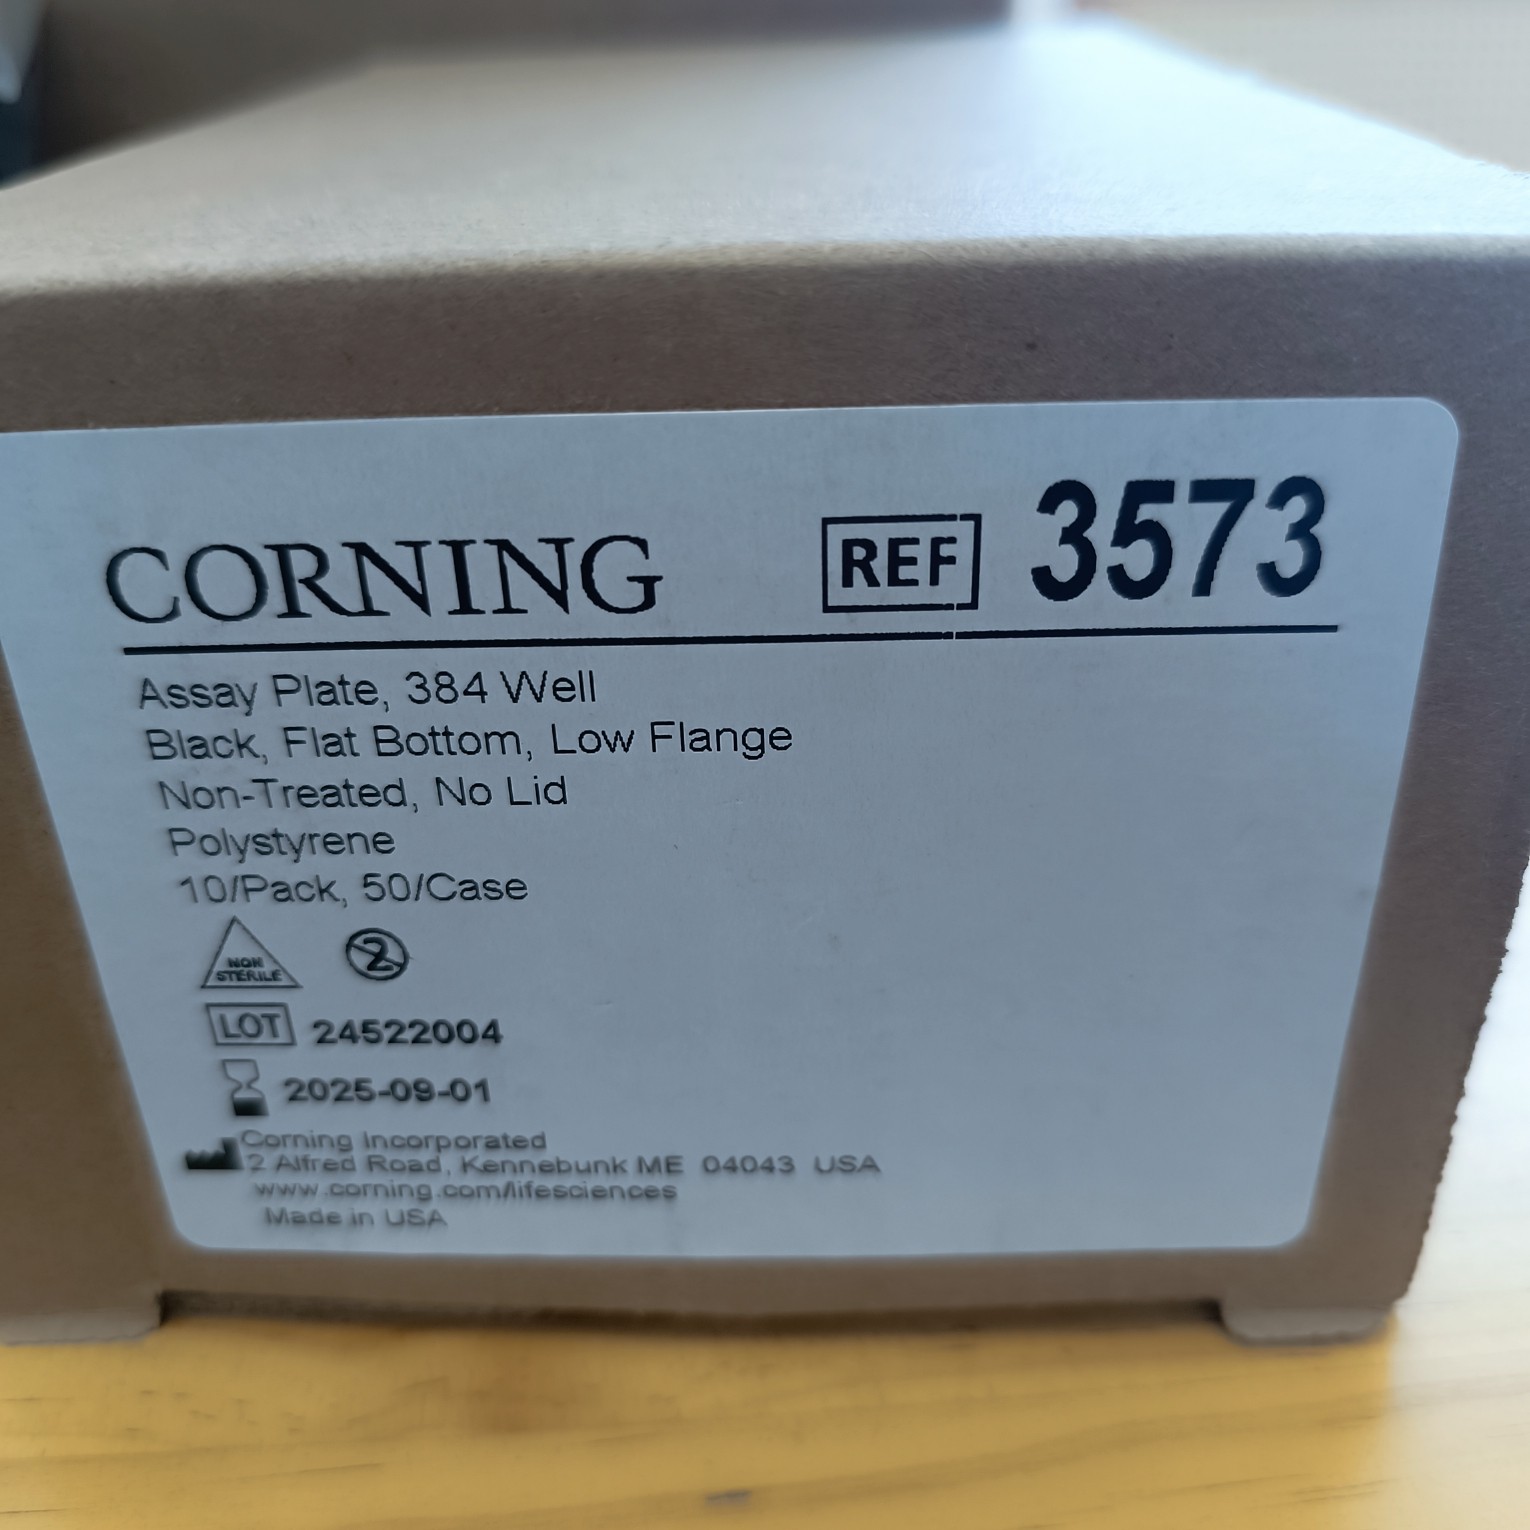 CORNING REF 3573
Assay Plate, 384 Well
Black, Flat Bottom, Low Flange
Non-Treated, No Lid
Polystyrene
10/Pack, 50/Case
NON
STERILE
2
LOT 24522004
2025-09-01
Corning Incorporated
2 Alfred Road, Kennebunk ME 04043 USA
www.corning.com/lifesciences
Made in USA